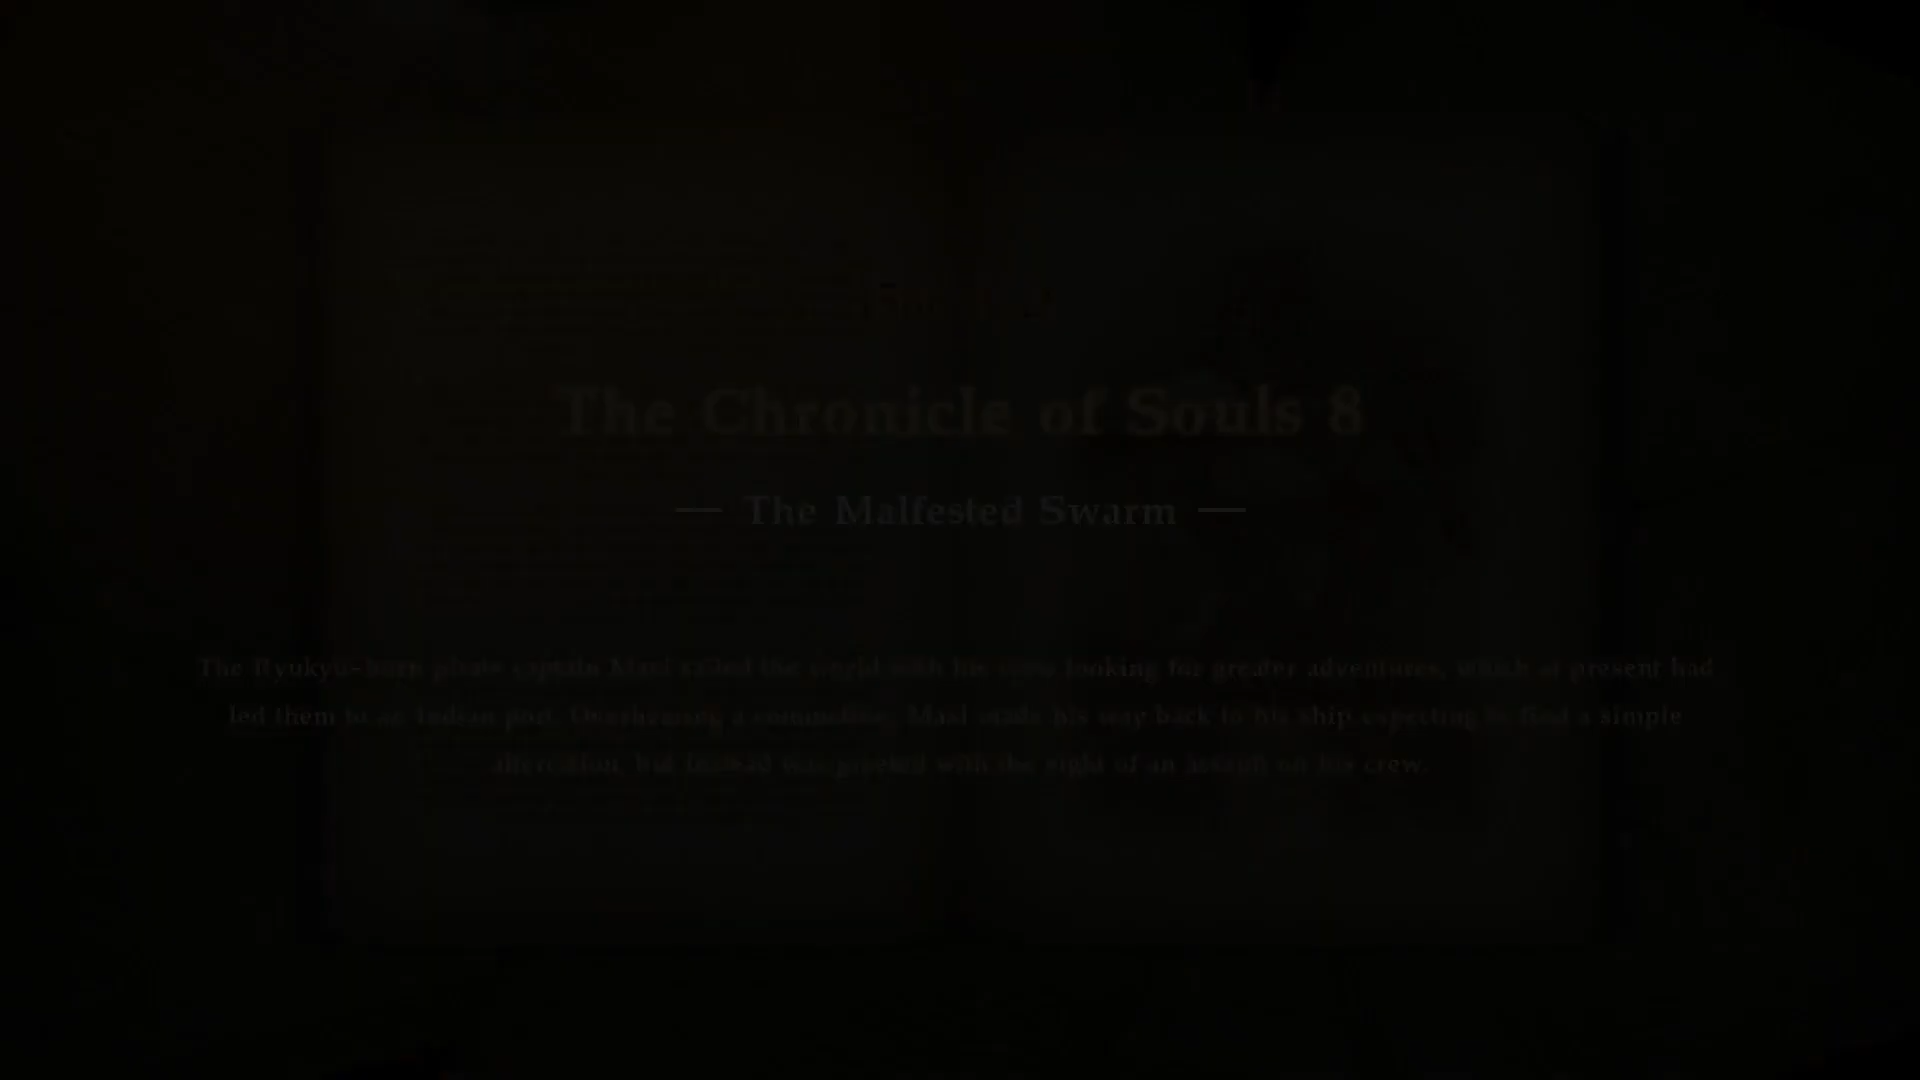 The Chronicle of Souls 8
— The Malfested Swarm —
The Ryukyu-born pirate captain Maxi sailed the world with his crew looking for greater adventures, which at present had
led them to an Indian port. Overhearing a commotion, Maxi made his way back to his ship expecting to find a simple
altercation, but instead was greeted with the sight of an assault on his crew.